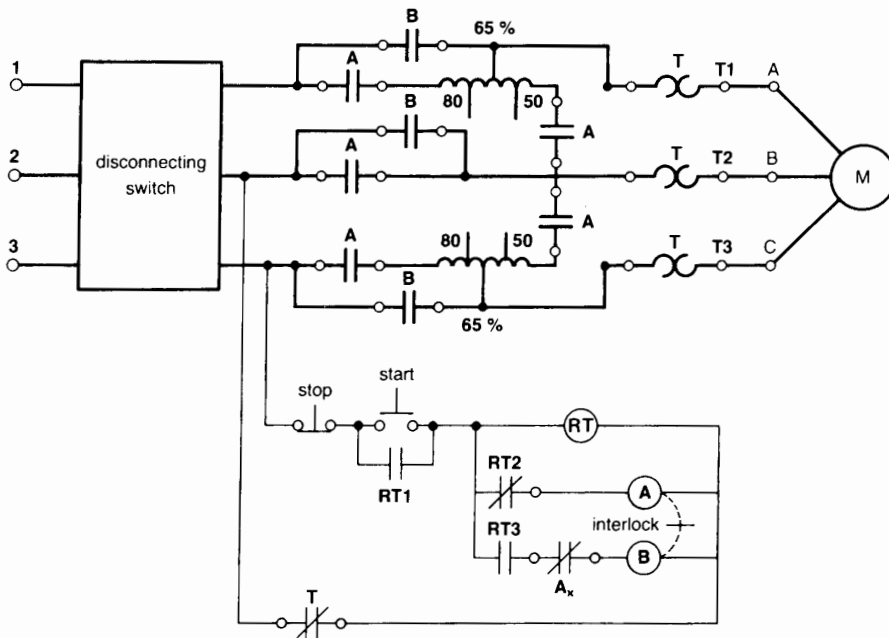 B
65 %
1
A
T
T1
A
80
50
B
A
2
disconnecting
switch
A
T
T2
B
M
A
A
80
50
3
T
T3
C
B
65 %
start
stop
RT
RT1
RT2
A
interlock
RT3
B
Ax
T